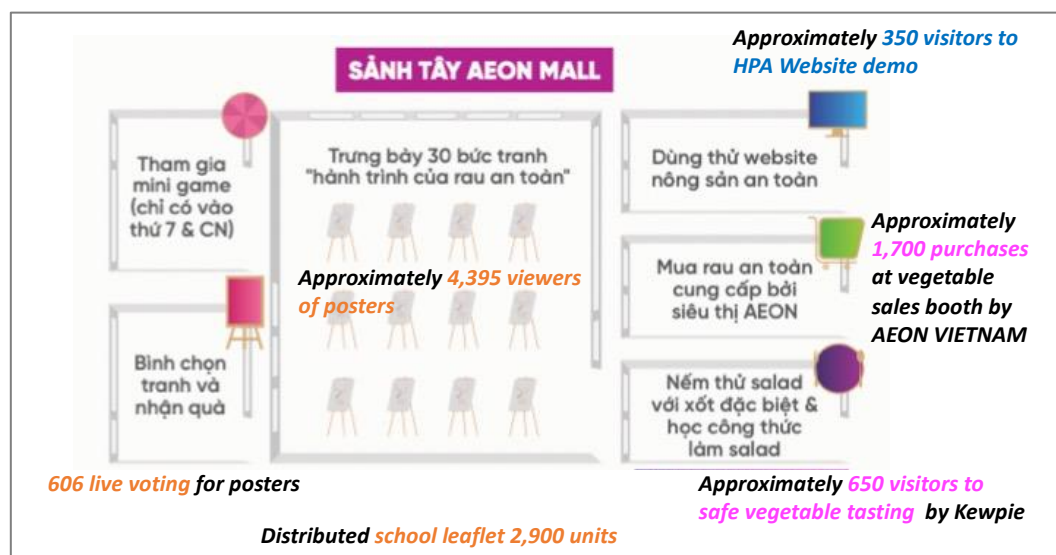 Approximately 350 visitors to
HPA Website demo
SẢNH TÂY AEON MALL
Tham gia
mini game
(chỉ có vào
thứ 7 & CN)
Trưng bày 30 bức tranh
"hành trình của rau an toàn"
Dùng thử website
nông sản an toàn
Approximately 4,395 viewers
of posters
Mua rau an toàn
cung cấp bởi
siêu thị AEON
Approximately
1,700 purchases
at vegetable
sales booth by
AEON VIETNAM
Bình chọn
tranh và
nhận quà
Nếm thử salad
với xốt đặc biệt &
học công thức
làm salad
606 live voting for posters
Approximately 650 visitors to
safe vegetable tasting by Kewpie
Distributed school leaflet 2,900 units